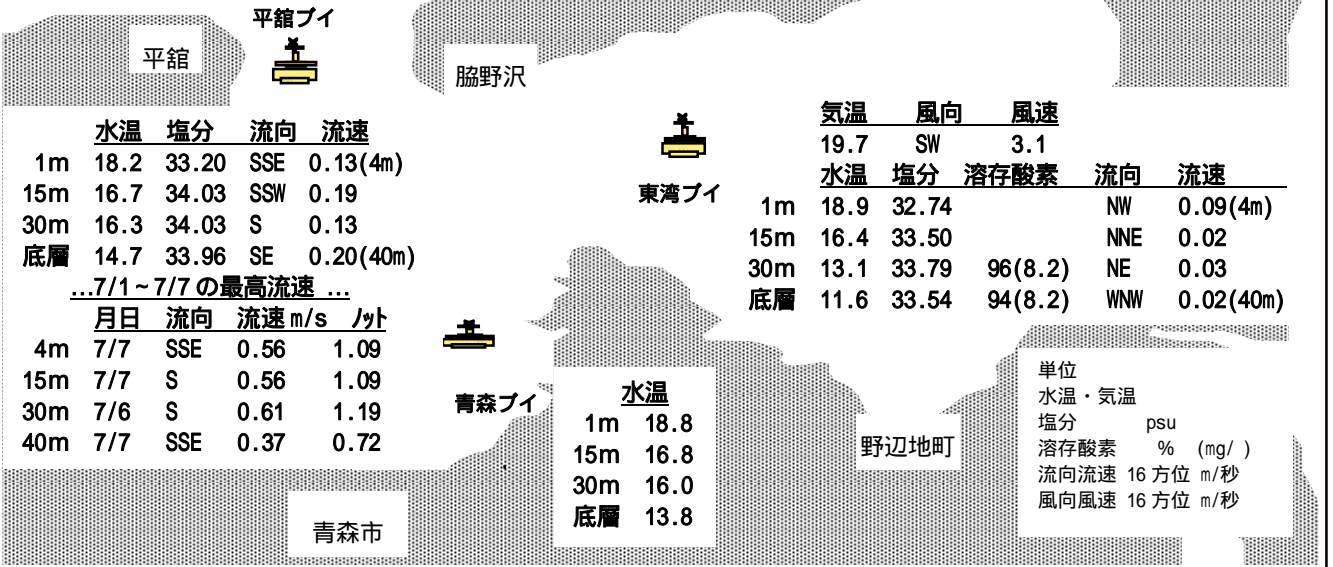 平舘ブイ
平舘
脇野沢
水温 塩分 流向 流速
1m 18.2 33.20 SSE 0.13(4m)
15m 16.7 34.03 SSW 0.19
30m 16.3 34.03 S 0.13
底層 14.7 33.96 SE 0.20(40m)
…7/1~7/7の最高流速 …
月日 流向 流速m/s ノット
4m 7/7 SSE 0.56 1.09
15m 7/7 S 0.56 1.09
30m 7/6 S 0.61 1.19
40m 7/7 SSE 0.37 0.72
東湾ブイ
気温 風向 風速
19.7 SW 3.1
水温 塩分 溶存酸素 流向 流速
1m 18.9 32.74 NW 0.09(4m)
15m 16.4 33.50 NNE 0.02
30m 13.1 33.79 96(8.2) NE 0.03
底層 11.6 33.54 94(8.2) WNW 0.02(40m)
青森ブイ
水温
1m 18.8
15m 16.8
30m 16.0
底層 13.8
青森市
野辺地町
単位
水温・気温
塩分 psu
溶存酸素 % (mg/ )
流向流速 16方位 m/秒
風向風速 16方位 m/秒